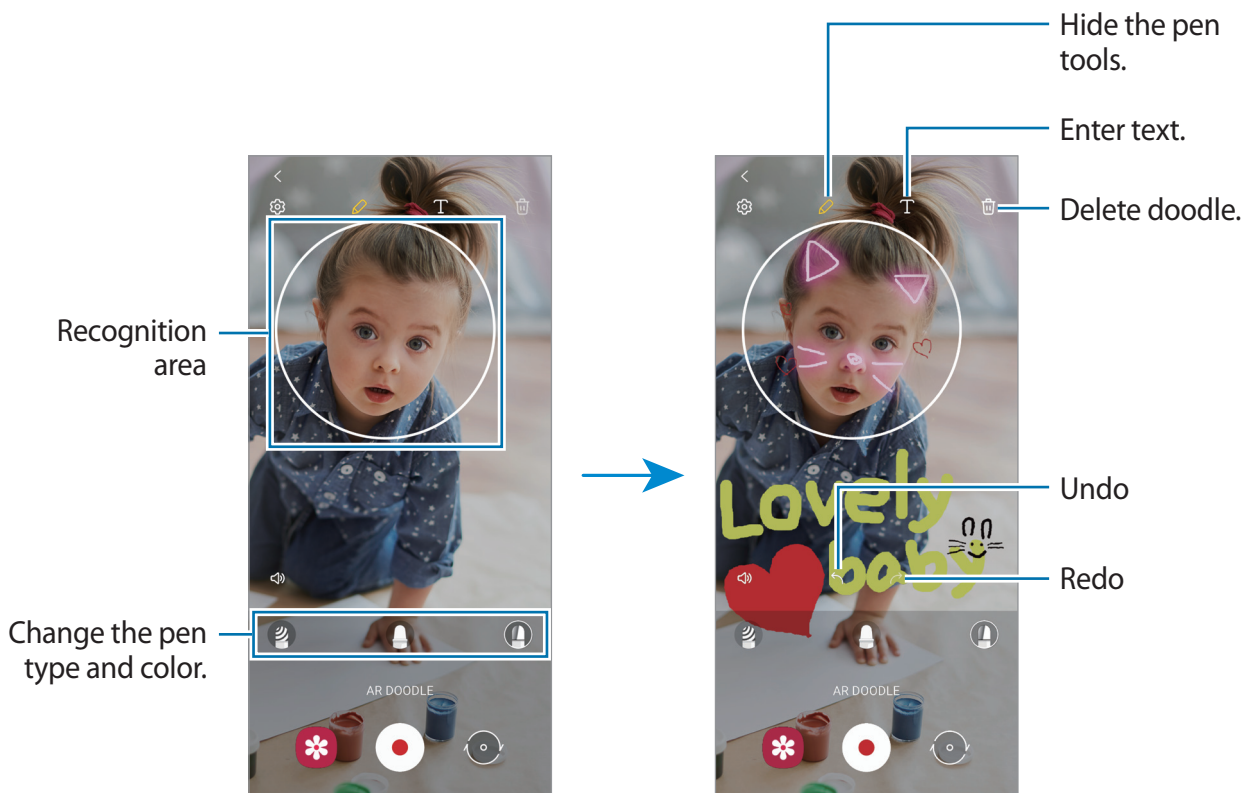 Hide the pen
tools.
Enter text.
Delete doodle.
T
T
Recognition
area
Lovely
baby
Undo
Redo
Change the pen
type and color.
AR DOODLE
AR DOODLE